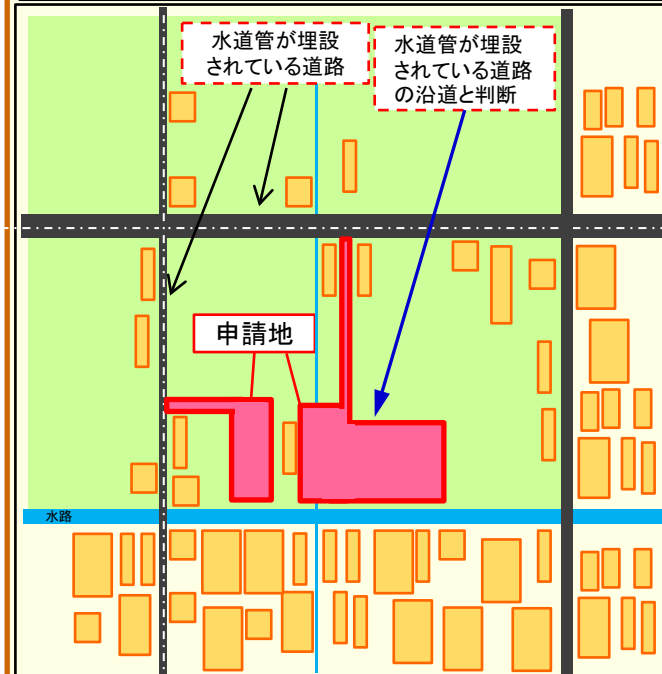 水道管が埋設
されている道路
水道管が埋設
されている道路
の沿道と判断
申請地
水路